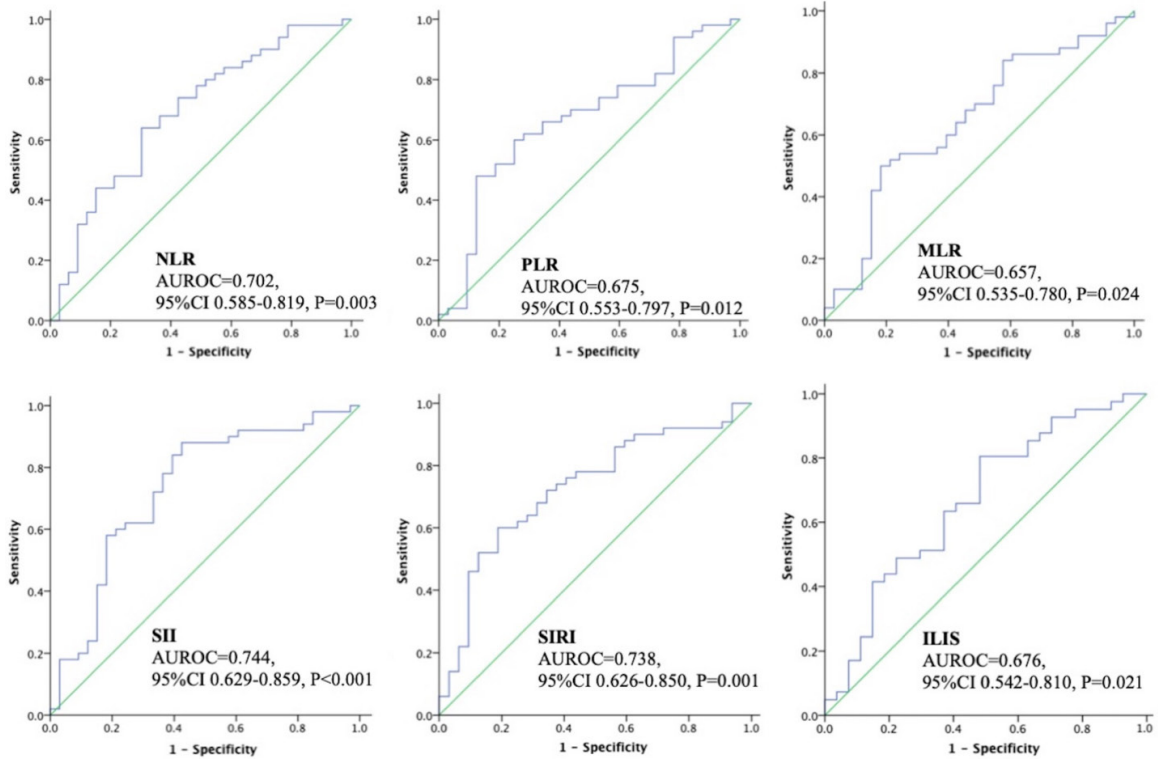 1.0
0.8
0.6
0.4
0.2
0.0
Sensitivity
NLR
AUROC=0.702,
95%CI 0.585-0.819, P=0.003
0.0 0.2 0.4 0.6 0.8 1.0
1 - Specificity
1.0
0.8
0.6
0.4
0.2
0.0
Sensitivity
PLR
AUROC=0.675,
95%CI 0.553-0.797, P=0.012
0.0 0.2 0.4 0.6 0.8 1.0
1 - Specificity
1.0
0.8
0.6
0.4
0.2
0.0
Sensitivity
MLR
AUROC=0.657,
95%CI 0.535-0.780, P=0.024
0.0 0.2 0.4 0.6 0.8 1.0
1 - Specificity
1.0
0.8
0.6
0.4
0.2
0.0
Sensitivity
SII
AUROC=0.744,
95%CI 0.629-0.859, P<0.001
0.0 0.2 0.4 0.6 0.8 1.0
1 - Specificity
1.0
0.8
0.6
0.4
0.2
0.0
Sensitivity
SIRI
AUROC=0.738,
95%CI 0.626-0.850, P=0.001
0.0 0.2 0.4 0.6 0.8 1.0
1 - Specificity
1.0
0.8
0.6
0.4
0.2
0.0
Sensitivity
ILIS
AUROC=0.676,
95%CI 0.542-0.810, P=0.021
0.0 0.2 0.4 0.6 0.8 1.0
1 - Specificity